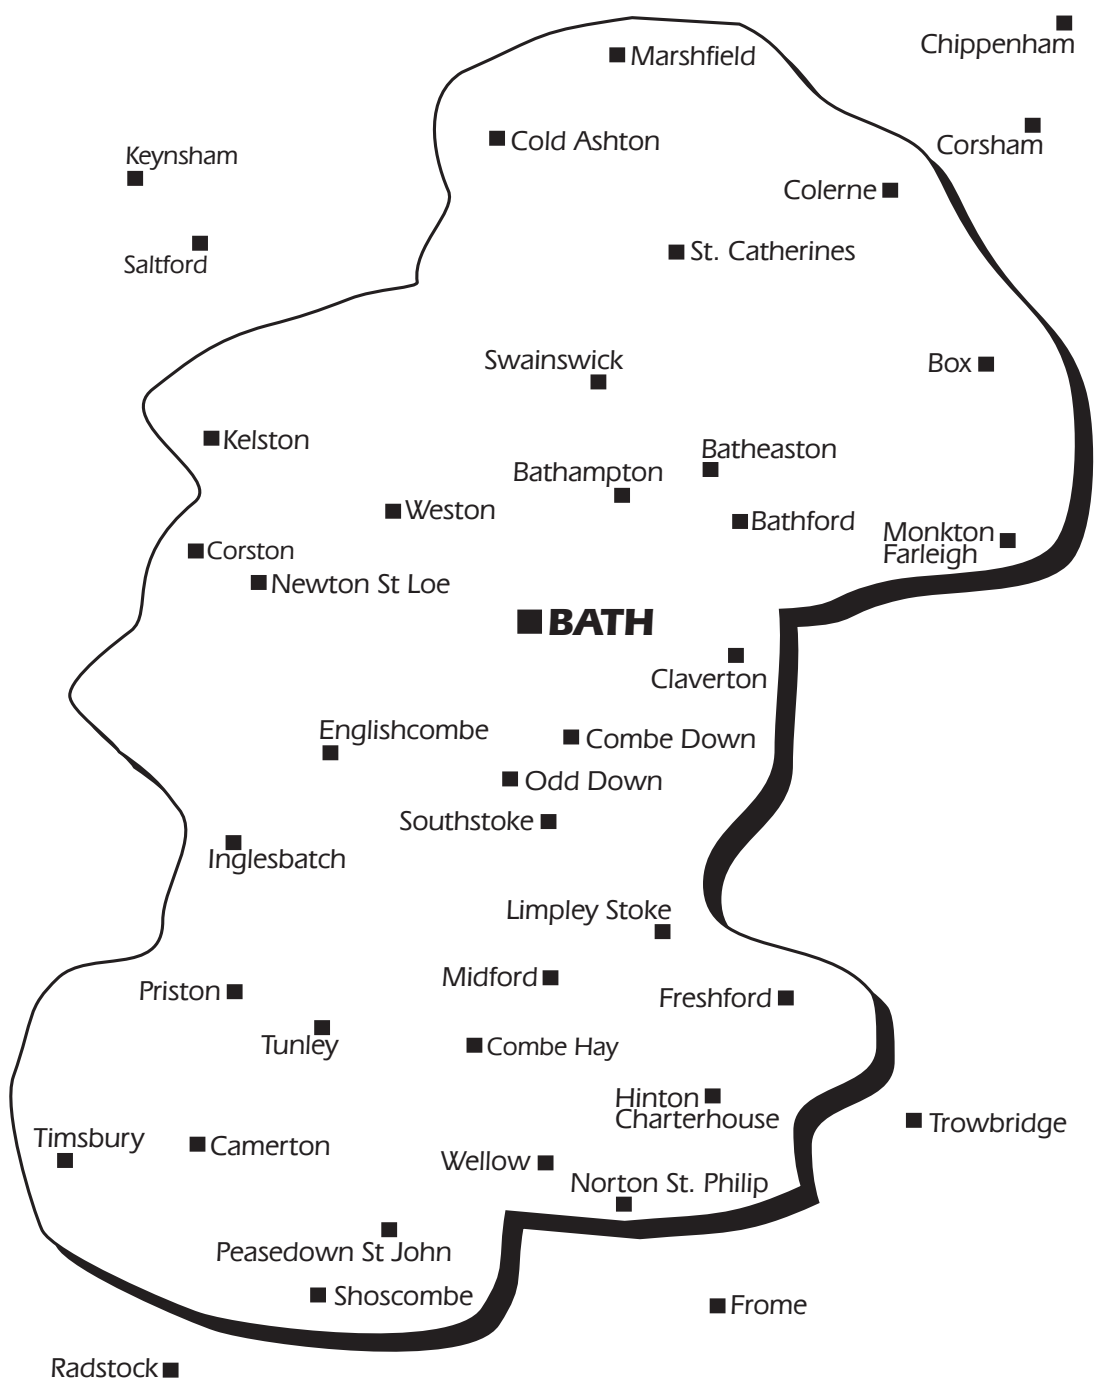 Chippenham
Marshfield
Cold Ashton
Corsham
Keynsham
Colerne
St. Catherines
Saltford
Swainswick
Box
Kelston
Batheaston
Bathampton
Weston
Bathford
Monkton
Farleigh
Corston
Newton St Loe
BATH
Claverton
Englishcombe
Combe Down
Odd Down
Southstoke
Inglesbatch
Limpley Stoke
Midford
Priston
Freshford
Tunley
Combe Hay
Hinton
Charterhouse
Trowbridge
Timsbury
Camerton
Wellow
Norton St. Philip
Peasedown St John
Shoscombe
Frome
Radstock